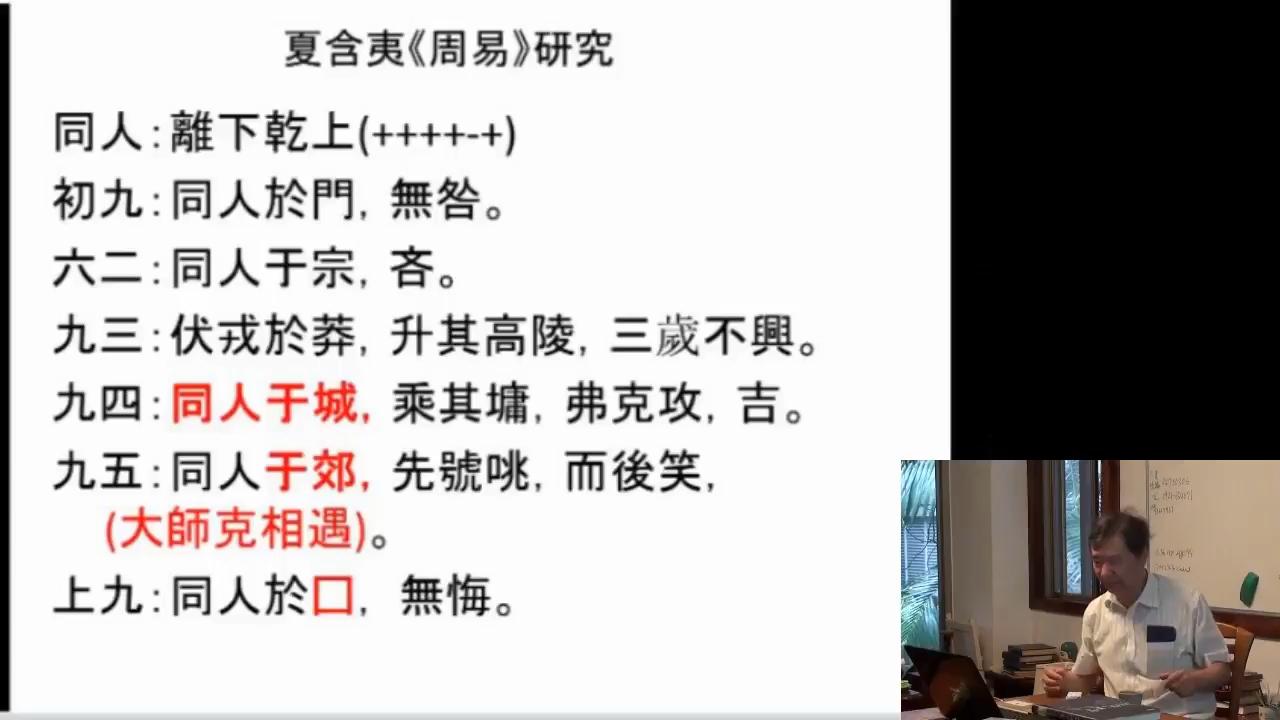 夏含夷《周易》研究
同人:離下乾上(++++-+)
初九:同人於門, 無咎。
六二:同人于宗, 吝。
九三:伏戎於莽, 升其高陵, 三歲不興。
九四:同人于城, 乘其墉, 弗克攻, 吉。
九五:同人于郊, 先號咷, 而後笑,
(大師克相遇)。
上九:同人於囗, 無悔。